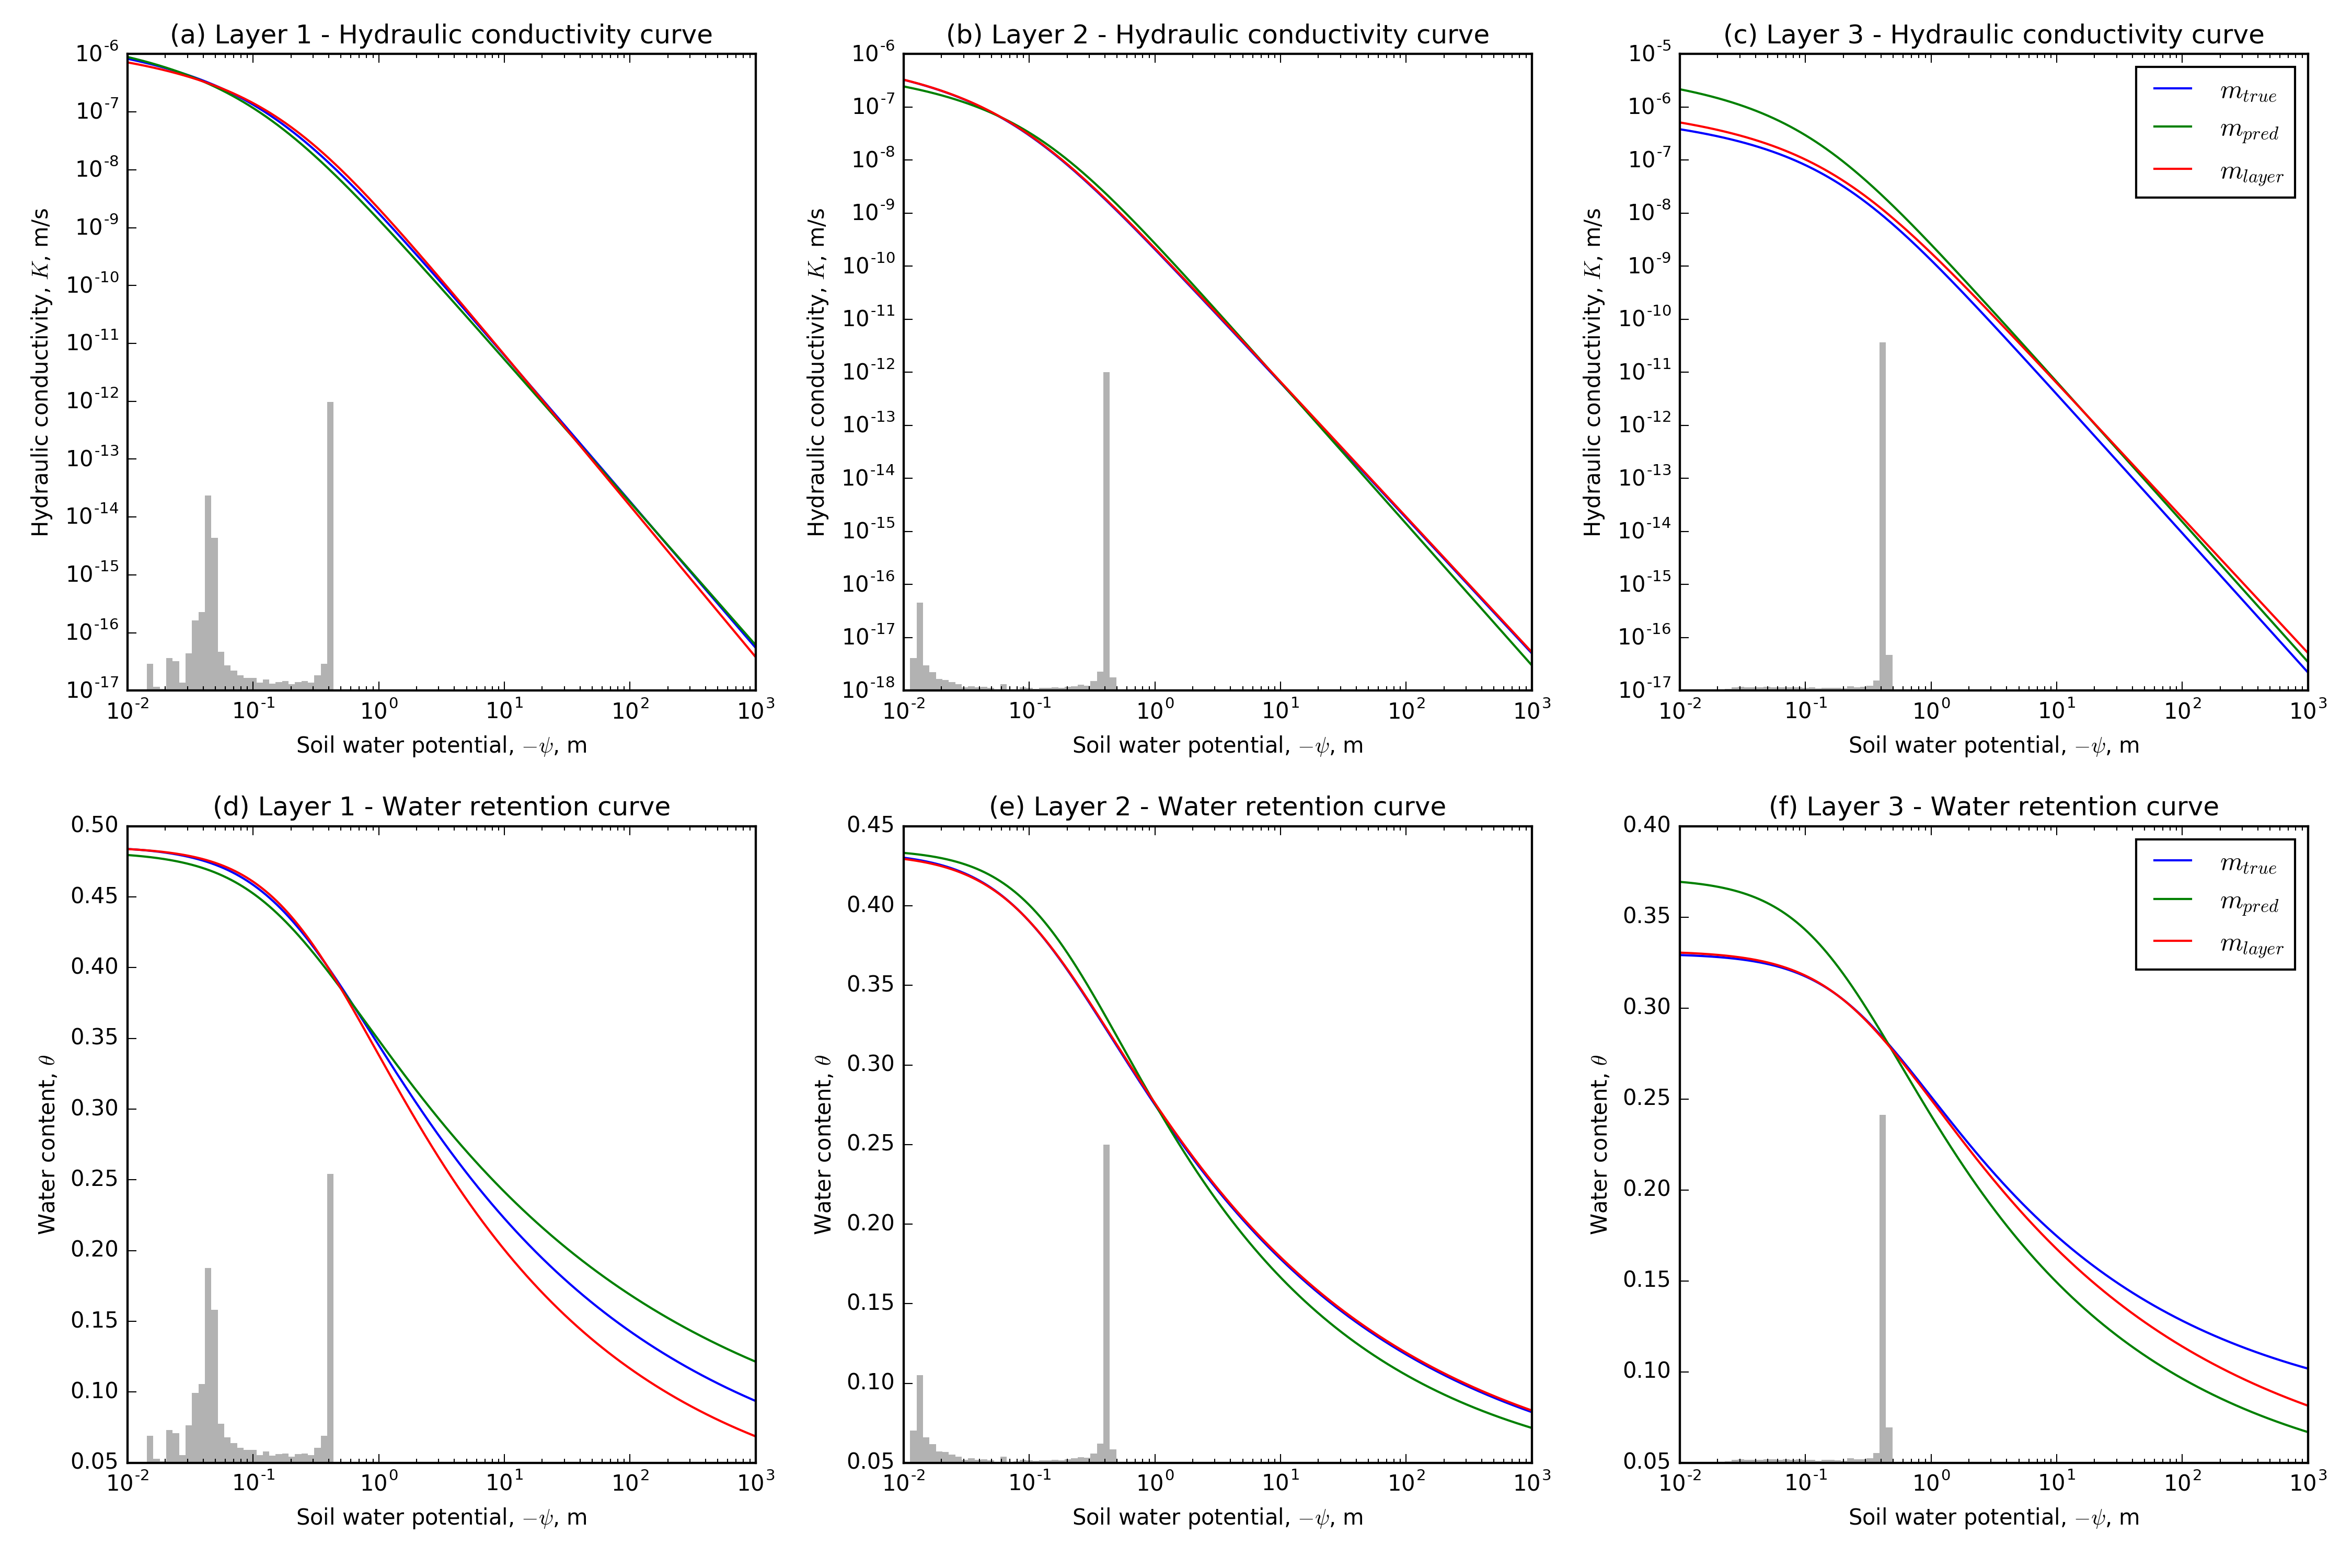 (a) Layer 1 - Hydraulic conductivity curve
10^-6
10^-7
10^-8
10^-9
10^-10
10^-11
10^-12
10^-13
10^-14
10^-15
10^-16
10^-17
Hydraulic conductivity, K, m/s
10^-2 10^-1 10^0 10^1 10^2 10^3
Soil water potential, −ψ, m
(b) Layer 2 - Hydraulic conductivity curve
10^-6
10^-7
10^-8
10^-9
10^-10
10^-11
10^-12
10^-13
10^-14
10^-15
10^-16
10^-17
10^-18
Hydraulic conductivity, K, m/s
10^-2 10^-1 10^0 10^1 10^2 10^3
Soil water potential, −ψ, m
(c) Layer 3 - Hydraulic conductivity curve
10^-5
10^-6
10^-7
10^-8
10^-9
10^-10
10^-11
10^-12
10^-13
10^-14
10^-15
10^-16
10^-17
Hydraulic conductivity, K, m/s
m_true
m_pred
m_layer
10^-2 10^-1 10^0 10^1 10^2 10^3
Soil water potential, −ψ, m
(d) Layer 1 - Water retention curve
0.50
0.45
0.40
0.35
0.30
0.25
0.20
0.15
0.10
0.05
Water content, θ
10^-2 10^-1 10^0 10^1 10^2 10^3
Soil water potential, −ψ, m
(e) Layer 2 - Water retention curve
0.45
0.40
0.35
0.30
0.25
0.20
0.15
0.10
0.05
Water content, θ
10^-2 10^-1 10^0 10^1 10^2 10^3
Soil water potential, −ψ, m
(f) Layer 3 - Water retention curve
0.40
0.35
0.30
0.25
0.20
0.15
0.10
0.05
Water content, θ
m_true
m_pred
m_layer
10^-2 10^-1 10^0 10^1 10^2 10^3
Soil water potential, −ψ, m